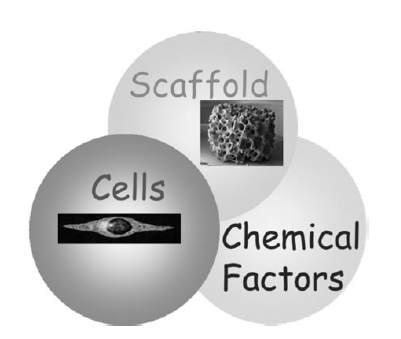 Scaffold
Cells
Chemical
Factors